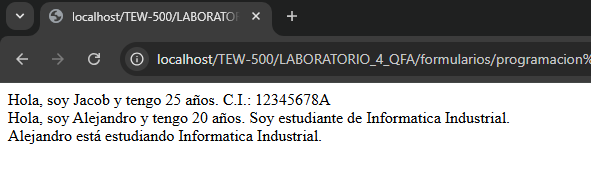 localhost/TEW-500/LABORATO
localhost/TEW-500/LABORATORIO_4_QFA/formularios/programacion%
Hola, soy Jacob y tengo 25 años. C.I.: 12345678A
Hola, soy Alejandro y tengo 20 años. Soy estudiante de Informatica Industrial.
Alejandro está estudiando Informatica Industrial.